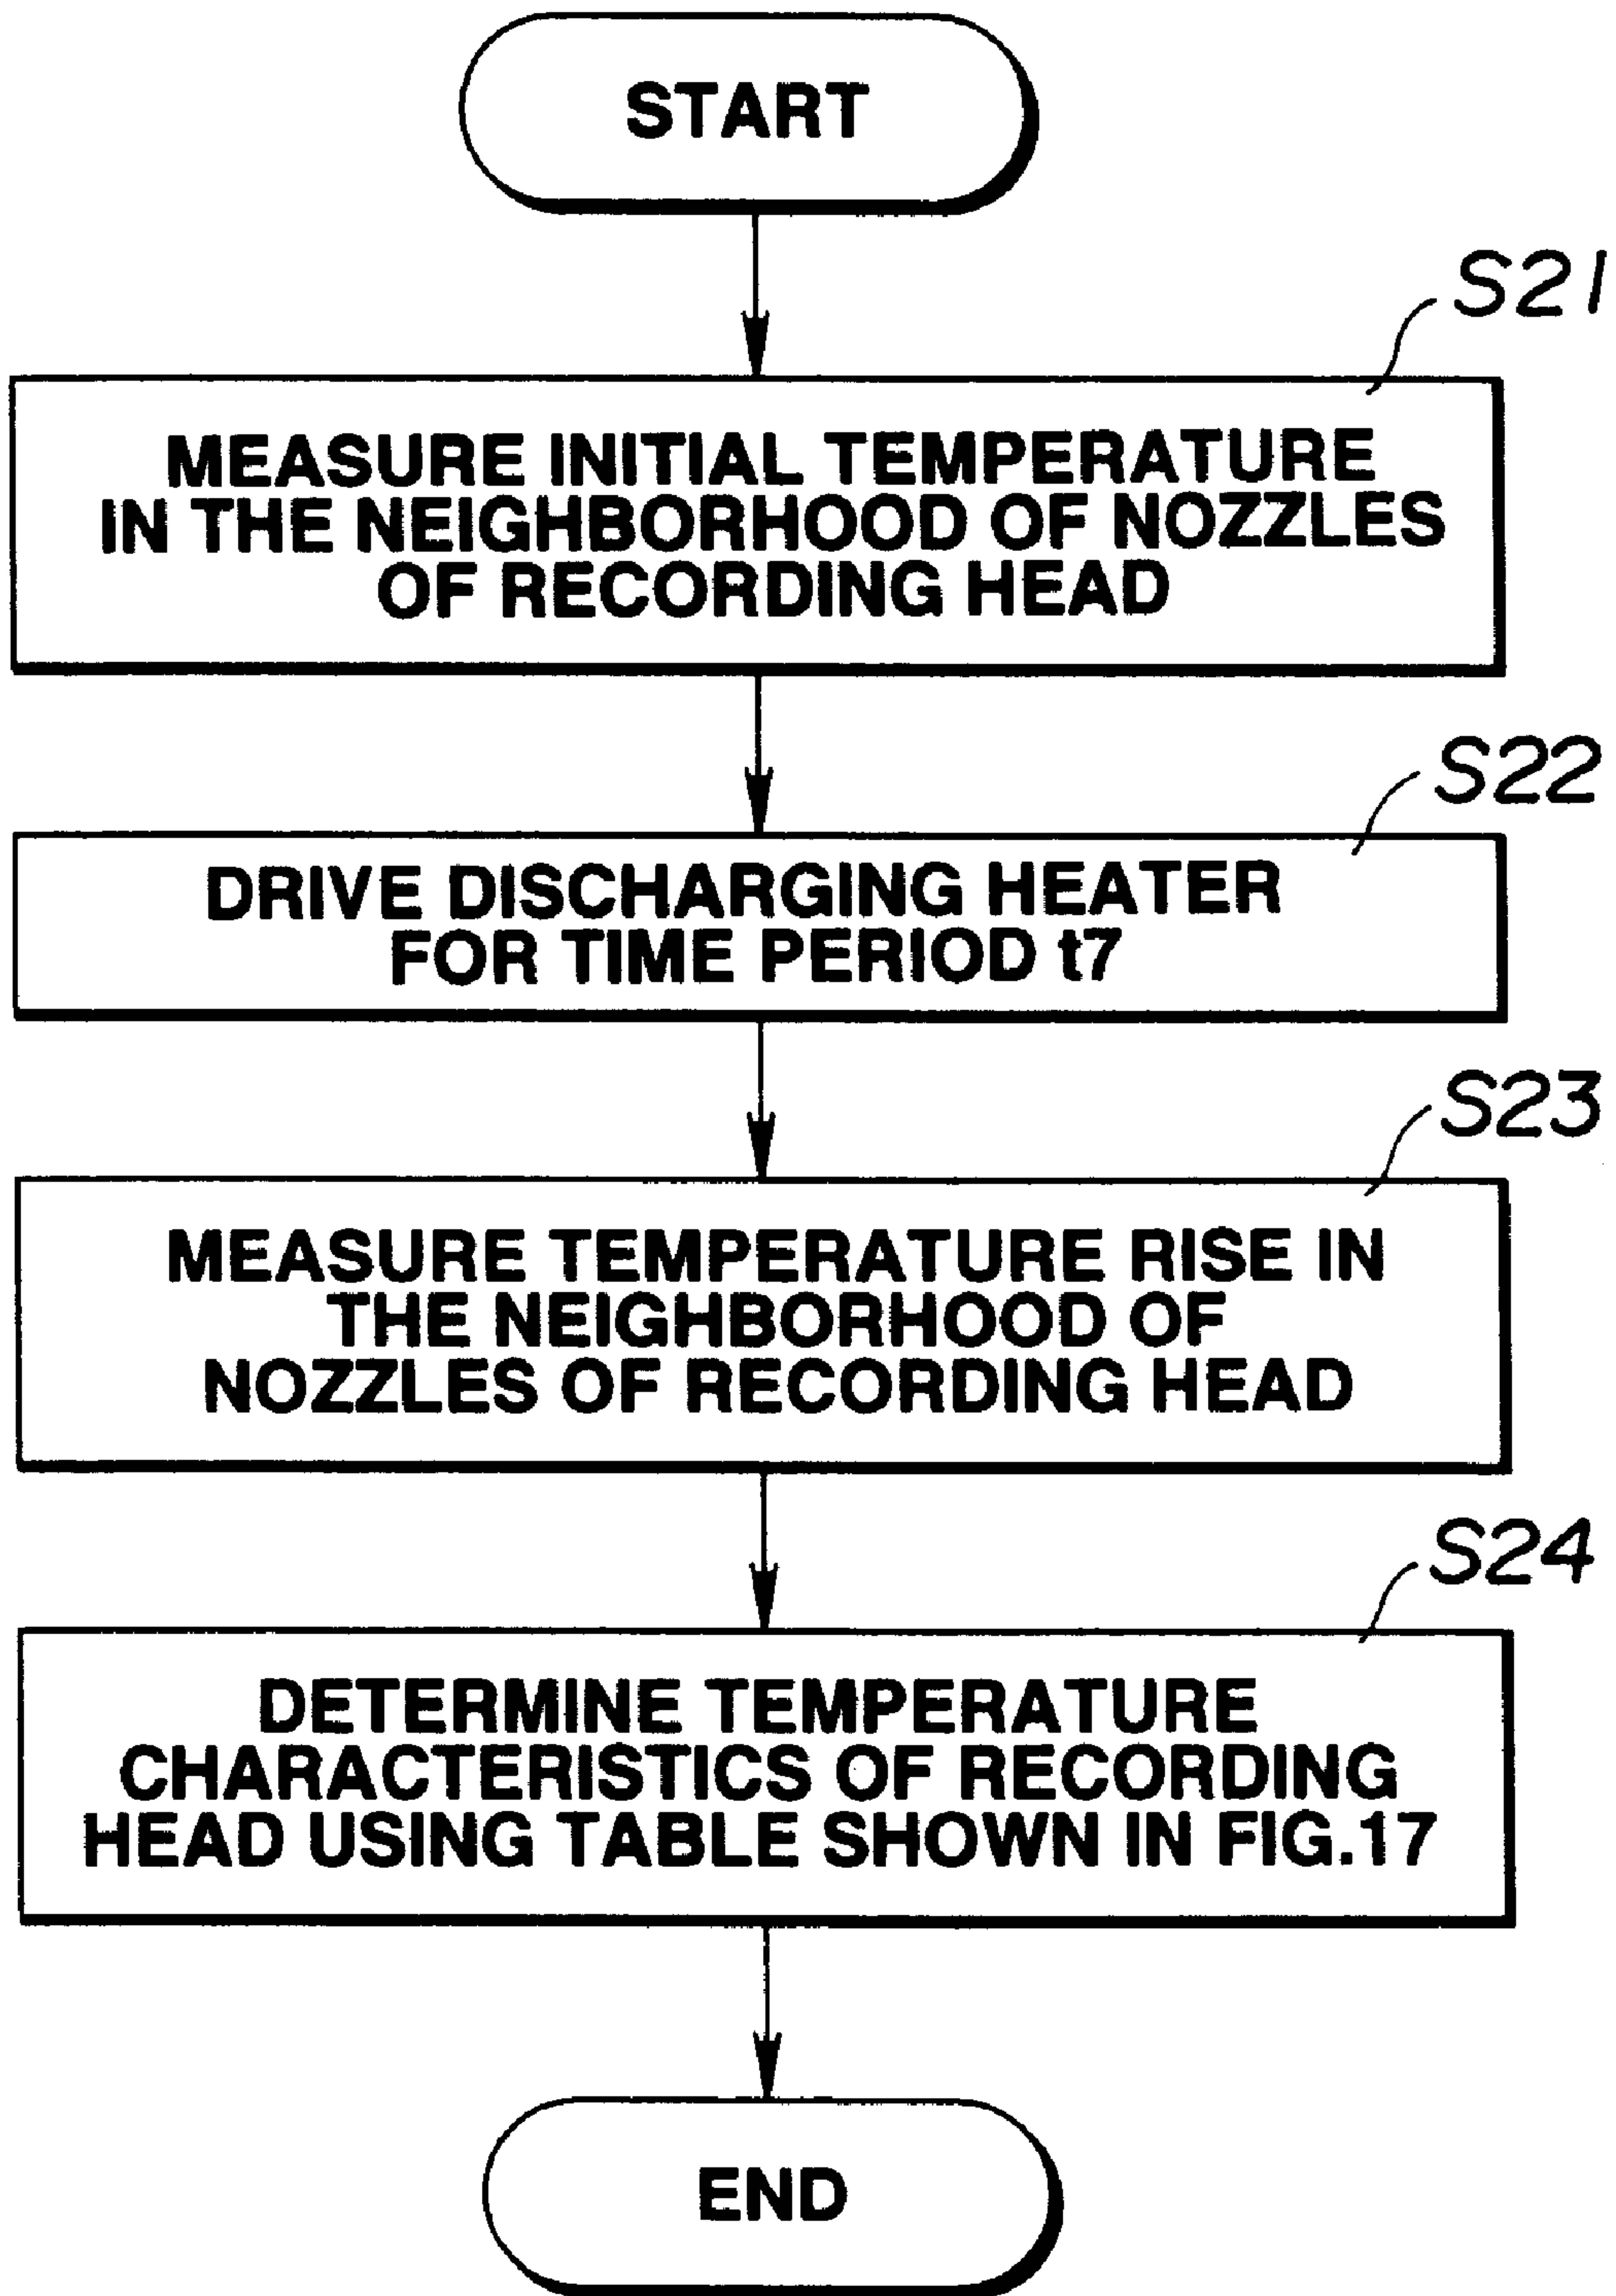 START
S21
MEASURE INITIAL TEMPERATURE
IN THE NEIGHBORHOOD OF NOZZLES
OF RECORDING HEAD
S22
DRIVE DISCHARGING HEATER
FOR TIME PERIOD t7
S23
MEASURE TEMPERATURE RISE IN
THE NEIGHBORHOOD OF
NOZZLES OF RECORDING HEAD
S24
DETERMINE TEMPERATURE
CHARACTERISTICS OF RECORDING
HEAD USING TABLE SHOWN IN FIG.17
END